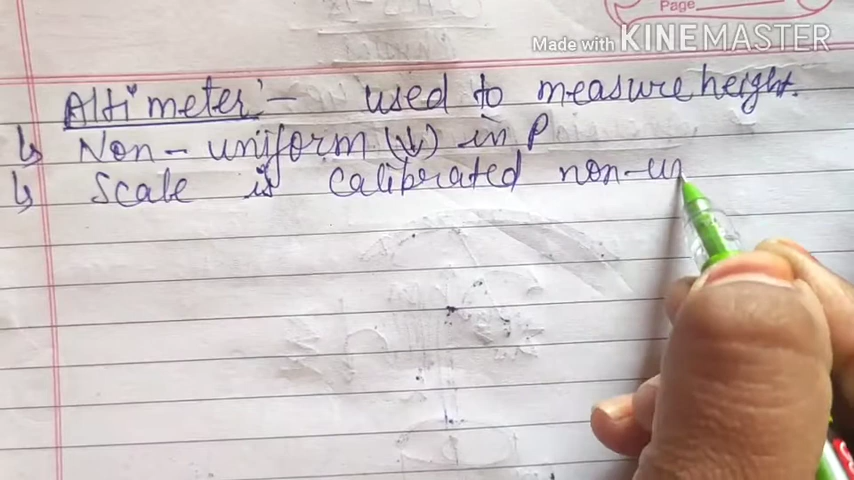 Page
Made with KINEMASTER
Altimeter :- used to measure height.
↳ Non-uniform (↓) in P
↳ Scale is calibrated non-un